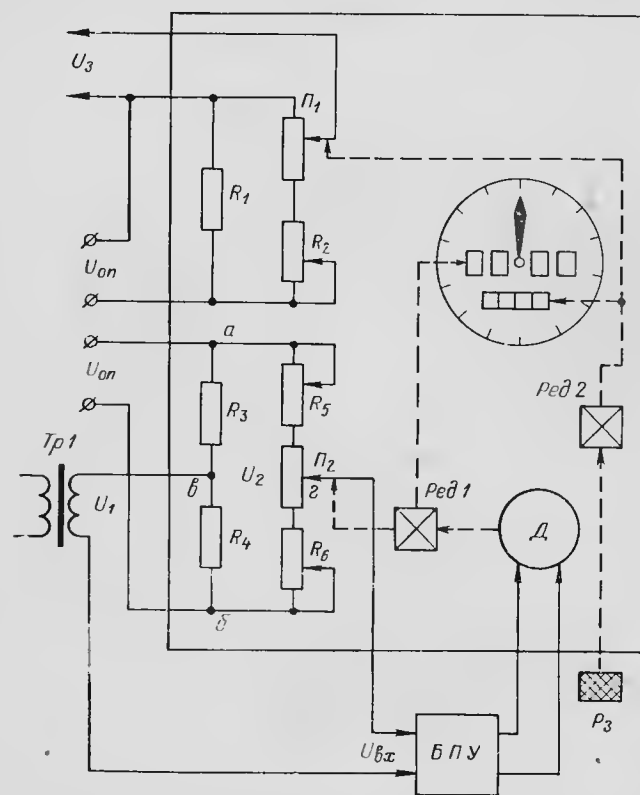 U₃
П₁
R₁
R₂
Uоп
а
Uоп
R₃
R₅
Ред 2
Тр 1
U₁
в
U₂
П₂
г
Ред 1
R₄
R₆
Д
б
Р₃
Uвх
БПУ